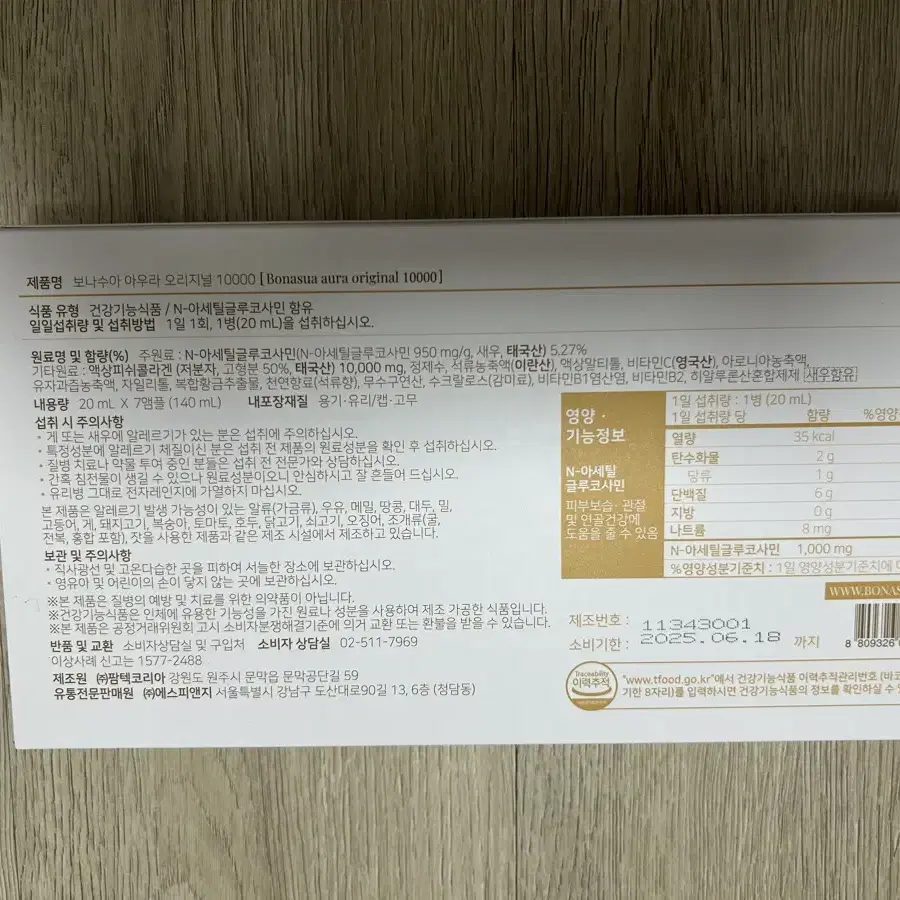 제품명 보나수아 아우라 오리지널 10000 [Bonasua aura original 10000]
식품 유형 건강기능식품 / N-아세틸글루코사민 함유
일일섭취량 및 섭취방법 1일 1회, 1병(20 mL)을 섭취하십시오.
원료명 및 함량(%) 주원료 : N-아세틸글루코사민(N-아세틸글루코사민 950 mg/g, 새우, 태국산) 5.27%
기타원료 : 액상피쉬콜라겐 (저분자, 고형분 50%, 태국산) 10,000 mg, 정제수, 석류농축액(이란산), 액상말티톨, 비타민C(영국산), 아로니아농축액,
유자과즙농축액, 자일리톨, 복합황금추출물, 천연향료(석류향), 무수구연산, 수크랄로스(감미료), 비타민B1염산염, 비타민B2, 히알루론산혼합제제 새우함유
내용량 20 mL X 7앰플 (140 mL) 내포장재질 용기·유리/캡·고무
섭취 시 주의사항
· 게 또는 새우에 알레르기가 있는 분은 섭취에 주의하십시오.
· 특정성분에 알레르기 체질이신 분은 섭취 전 제품의 원료성분을 확인 후 섭취하십시오.
· 질병 치료나 약물 투여 중인 분들은 섭취 전 전문가와 상담하십시오.
· 간혹 침전물이 생길 수 있으나 원료성분이오니 안심하시고 잘 흔들어 드십시오.
· 유리병 그대로 전자레인지에 가열하지 마십시오.
본 제품은 알레르기 발생 가능성이 있는 알류(가금류), 우유, 메밀, 땅콩, 대두, 밀,
고등어, 게, 돼지고기, 복숭아, 토마토, 호두, 닭고기, 쇠고기, 오징어, 조개류(굴,
전복, 홍합 포함), 잣을 사용한 제품과 같은 제조 시설에서 제조하고 있습니다.
보관 및 주의사항
· 직사광선 및 고온다습한 곳을 피하여 서늘한 장소에 보관하십시오.
· 영유아 및 어린이의 손이 닿지 않는 곳에 보관하십시오.
※본 제품은 질병의 예방 및 치료를 위한 의약품이 아닙니다.
※건강기능식품은 인체에 유용한 기능성을 가진 원료나 성분을 사용하여 제조 가공한 식품입니다.
※본 제품은 공정거래위원회 고시 소비자분쟁해결기준에 의거 교환 또는 환불을 받을 수 있습니다.
반품 및 교환 소비자상담실 및 구입처 소비자 상담실 02-511-7969
이상사례 신고는 1577-2488
제조원 ㈜팜텍코리아 강원도 원주시 문막읍 문막공단길 59
유통전문판매원 ㈜에스피앤지 서울특별시 강남구 도산대로90길 13, 6층 (청담동)
영양·
기능정보
N-아세틸
글루코사민
피부보습·관절
및 연골건강에
도움을 줄 수 있음
1일 섭취량 : 1병 (20 mL)
1일 섭취량 당 함량 %영양
열량 35 kcal
탄수화물 2 g
당류 1 g
단백질 6 g
지방 0 g
나트륨 8 mg
N-아세틸글루코사민 1,000 mg
%영양성분기준치 : 1일 영양성분기준치에
WWW.BONAS
제조번호 : 11343001
소비기한 : 2025.06.18 까지
8 809326
Traceability
이력추적
"www.tfood.go.kr"에서 건강기능식품 이력추적관리번호 (바코
기한 8자리)를 입력하시면 건강기능식품의 정보를 확인하실 수